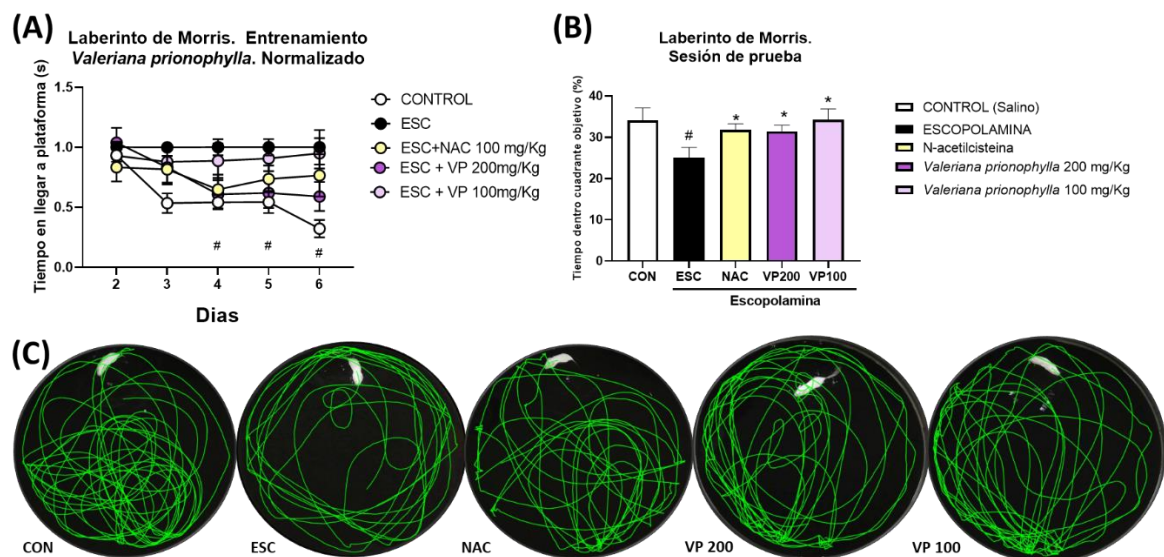 (A)
Laberinto de Morris. Entrenamiento
Valeriana prionophylla. Normalizado
Tiempo en llegar a plataforma (s)
1.5
1.0
0.5
0.0
# # #
2 3 4 5 6
Dias
CONTROL
ESC
ESC+NAC 100 mg/Kg
ESC + VP 200mg/Kg
ESC + VP 100mg/Kg
(B)
Laberinto de Morris.
Sesión de prueba
Tiempo dentro cuadrante objetivo (%)
40
30
20
10
0
# * * *
CON ESC NAC VP200 VP100
Escopolamina
CONTROL (Salino)
ESCOPOLAMINA
N-acetilcisteina
Valeriana prionophylla 200 mg/Kg
Valeriana prionophylla 100 mg/Kg
(C)
CON ESC NAC VP 200 VP 100